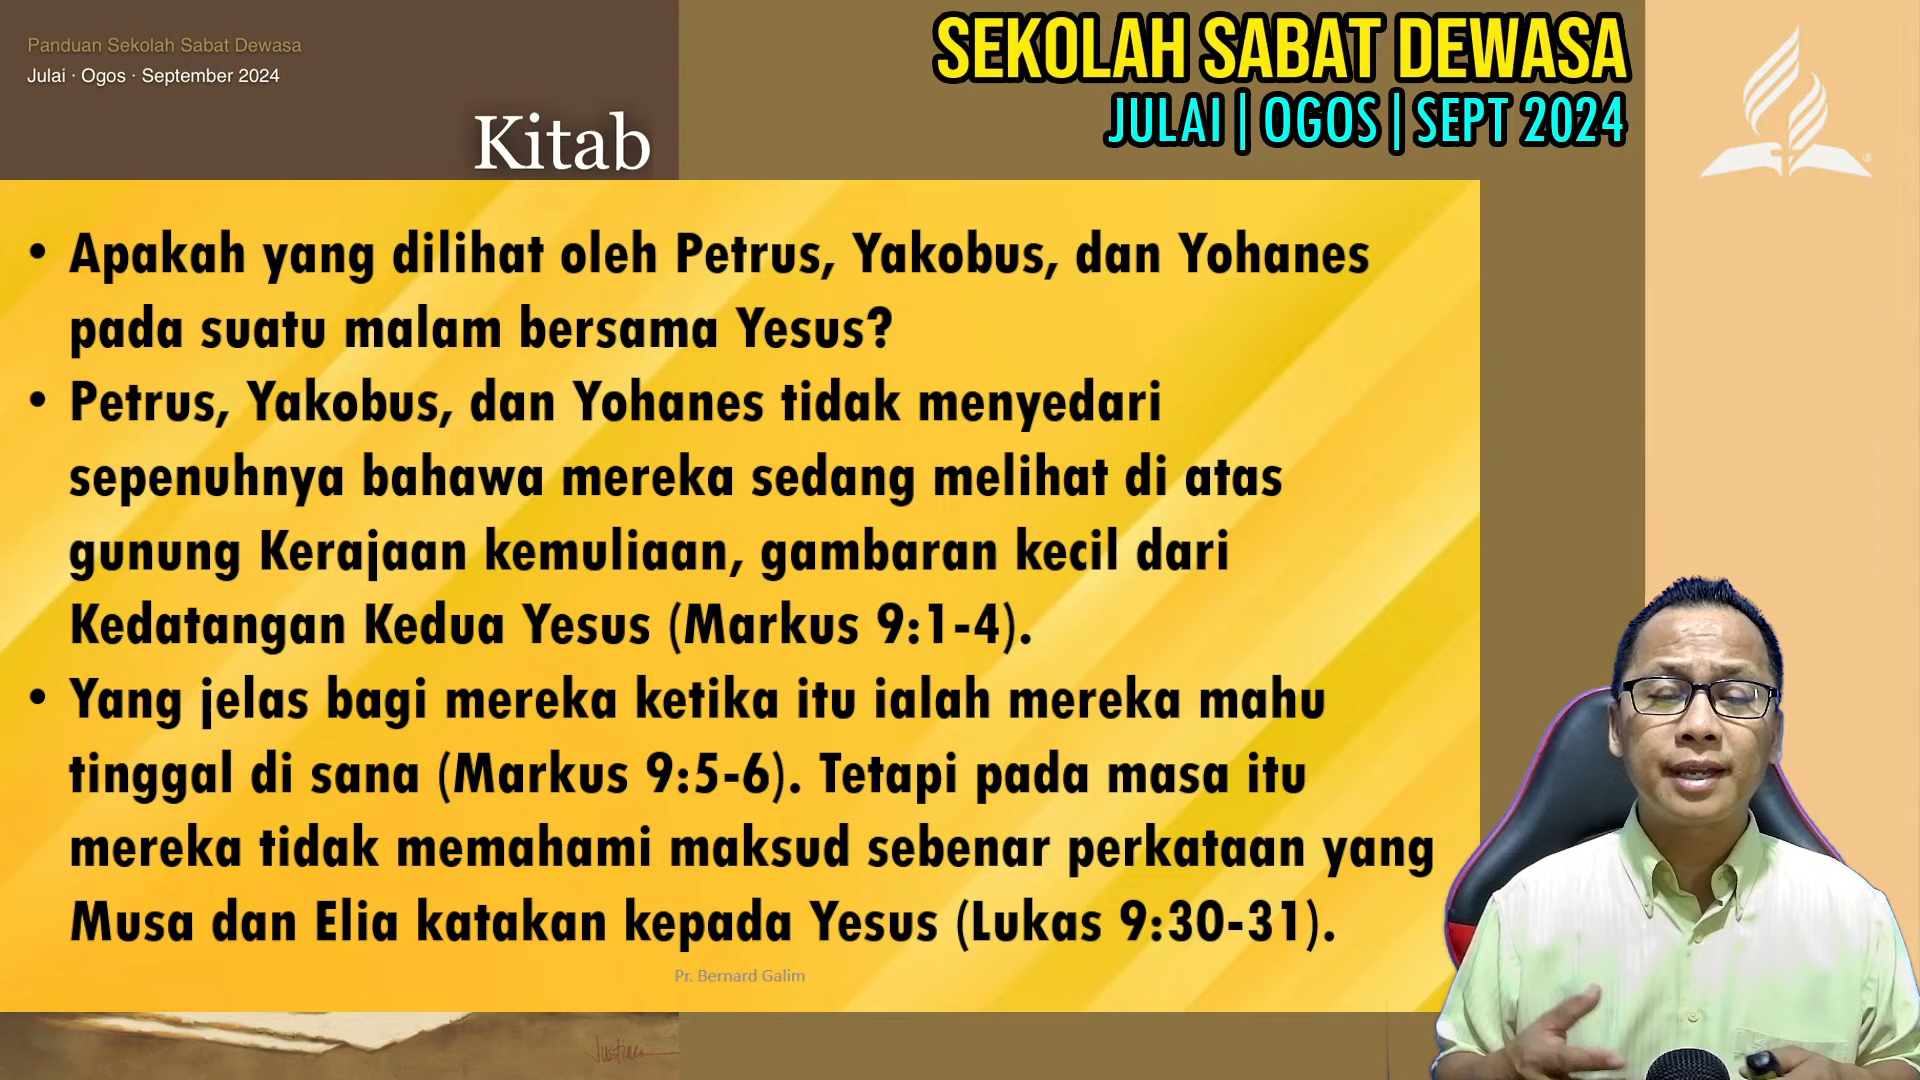 Panduan Sekolah Sabat Dewasa
Julai · Ogos · September 2024
Kitab
SEKOLAH SABAT DEWASA
JULAI | OGOS | SEPT 2024
®
• Apakah yang dilihat oleh Petrus, Yakobus, dan Yohanes
pada suatu malam bersama Yesus?
• Petrus, Yakobus, dan Yohanes tidak menyedari
sepenuhnya bahawa mereka sedang melihat di atas
gunung Kerajaan kemuliaan, gambaran kecil dari
Kedatangan Kedua Yesus (Markus 9:1-4).
• Yang jelas bagi mereka ketika itu ialah mereka mahu
tinggal di sana (Markus 9:5-6). Tetapi pada masa itu
mereka tidak memahami maksud sebenar perkataan yang
Musa dan Elia katakan kepada Yesus (Lukas 9:30-31).
Pr. Bernard Galim